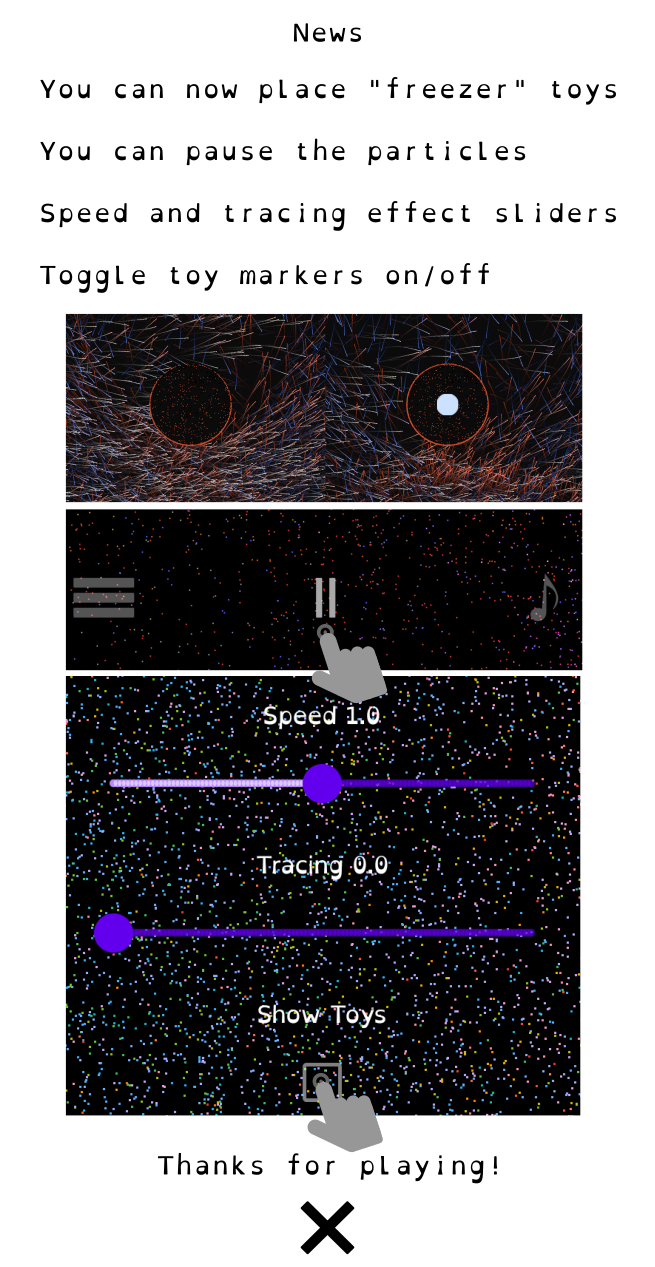 News
You can now place "freezer" toys
You can pause the particles
Speed and tracing effect sliders
Toggle toy markers on/off
Speed 1.0
Tracing 0.0
Show Toys
Thanks for playing!